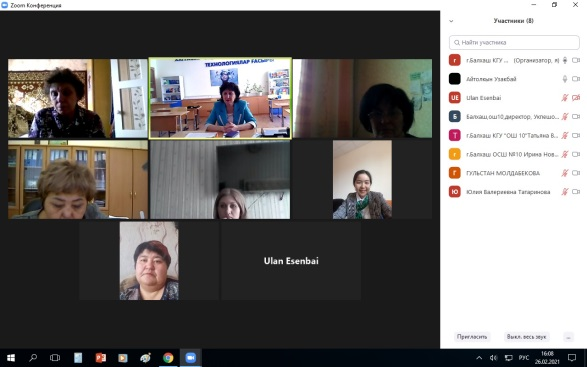 Zoom Конференция
Участники (8)
Найти участника
г.Балхаш КГУ ... (Организатор, я)
Айтолкын Узакбай
Ulan Esenbai
Балхаш,ош10,директор, Укпешо...
г.Балхаш КГУ "ОШ 10"Татьяна Б...
г.Балхаш ОСШ №10 Ирина Нов...
ГУЛЬСТАН МОЛДАБЕКОВА
Юлия Валериевна Татаринова
г
UE
Б
Т
г
Г
Ю
ТЕХНОЛОГИЯЛАР ҒАСЫРЫ
Ulan Esenbai
Пригласить
Выкл. весь звук
...
РУС
16:08
26.02.2021